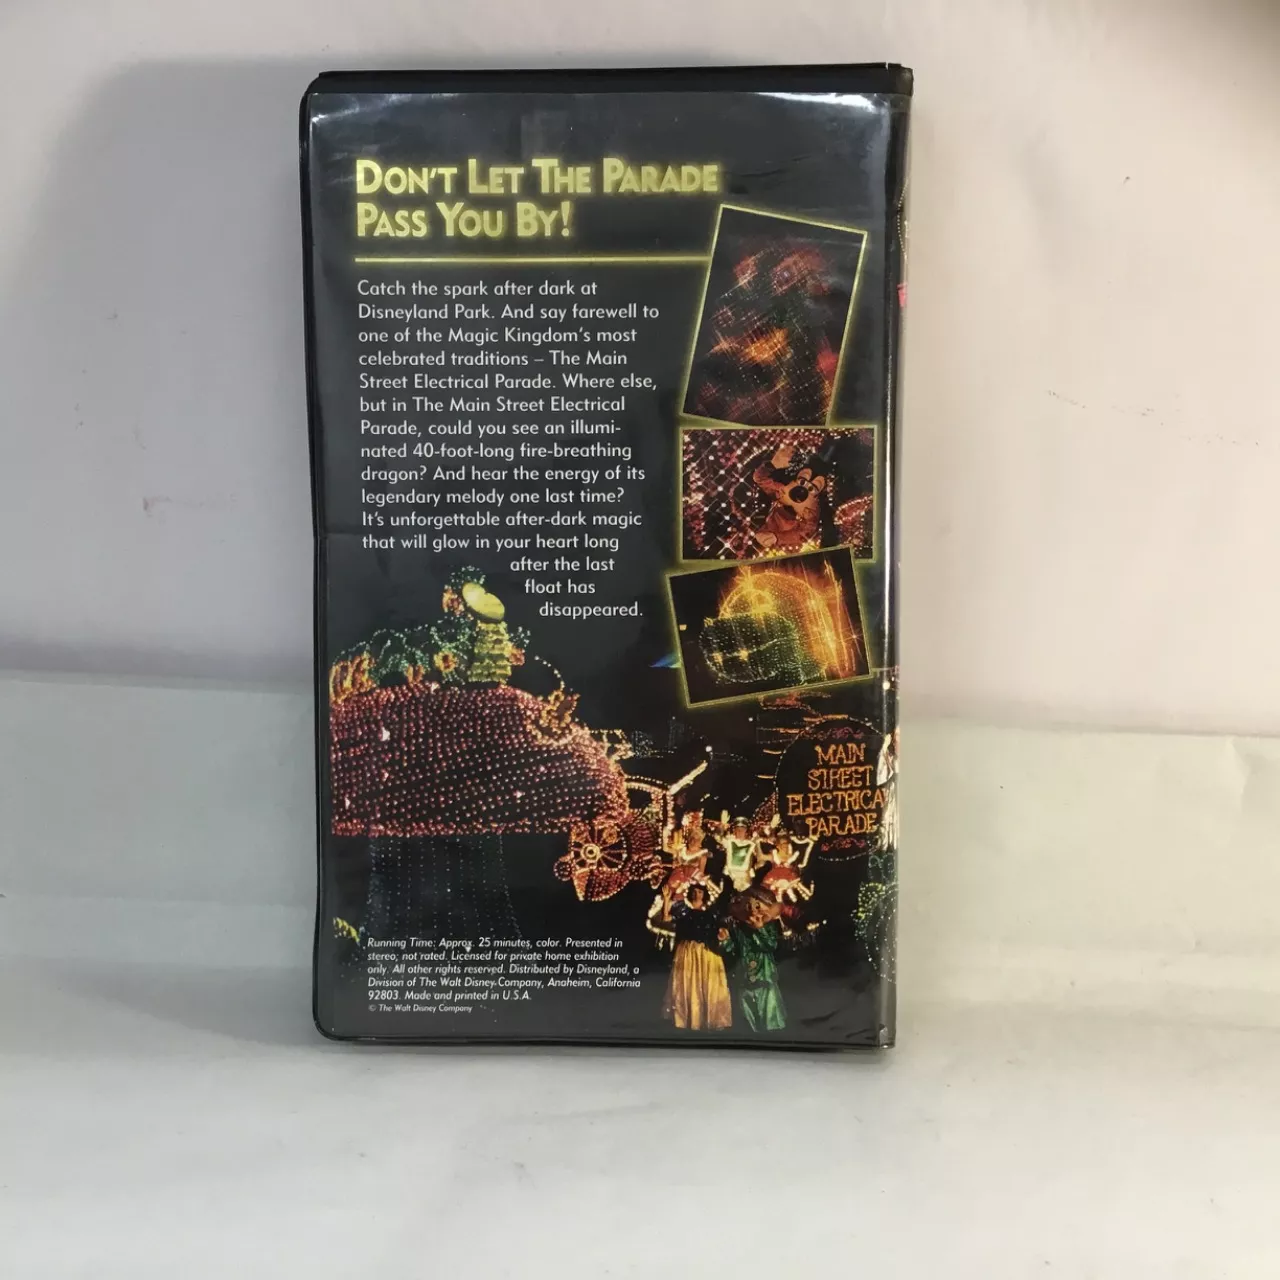 DON'T LET THE PARADE
PASS YOU BY!
Catch the spark after dark at
Disneyland Park. And say farewell to
one of the Magic Kingdom's most
celebrated traditions – The Main
Street Electrical Parade. Where else,
but in The Main Street Electrical
Parade, could you see an illumi-
nated 40-foot-long fire-breathing
dragon? And hear the energy of its
legendary melody one last time?
It's unforgettable after-dark magic
that will glow in your heart long
after the last
float has
disappeared.
MAIN
STREET
ELECTRICA
PARADE
Running Time: Approx. 25 minutes, color. Presented in
stereo; not rated. Licensed for private home exhibition
only. All other rights reserved. Distributed by Disneyland, a
Division of The Walt Disney Company, Anaheim, California
92803. Made and printed in U.S.A.
© The Walt Disney Company